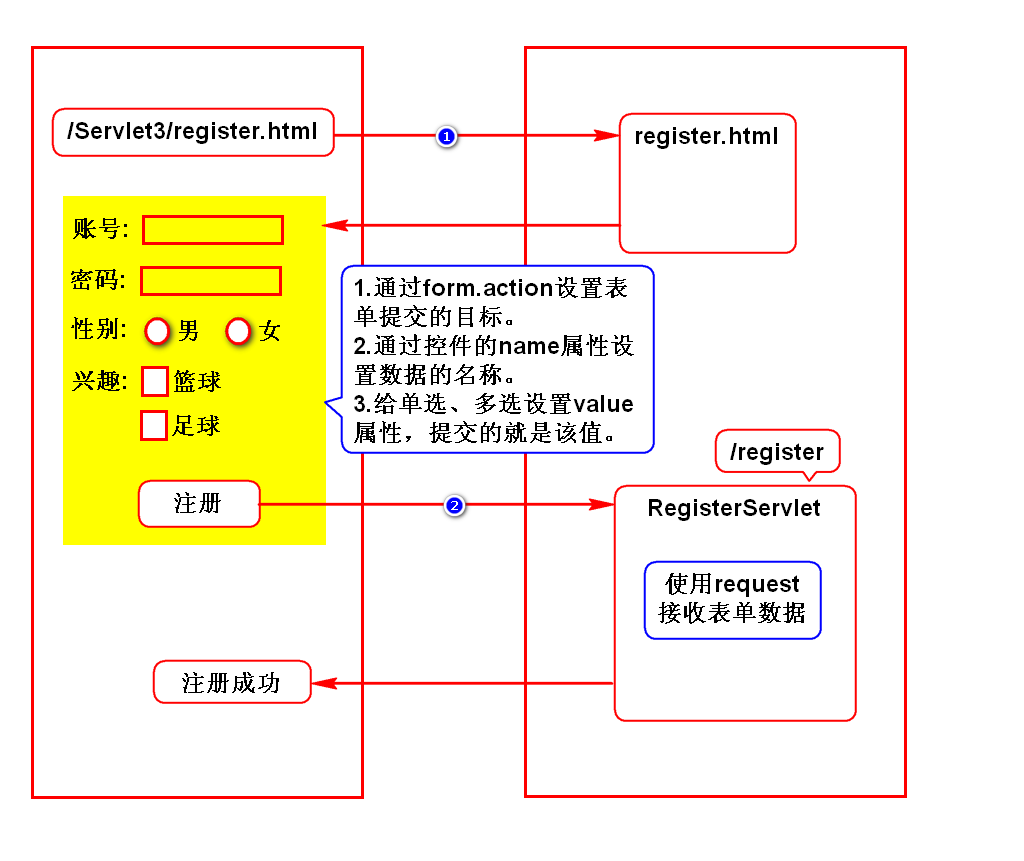 /Servlet3/register.html
1
register.html
账号:
密码:
性别:
男
女
兴趣:
篮球
足球
1.通过form.action设置表
单提交的目标。
2.通过控件的name属性设
置数据的名称。
3.给单选、多选设置value
属性，提交的就是该值。
/register
注册
2
RegisterServlet
使用request
接收表单数据
注册成功